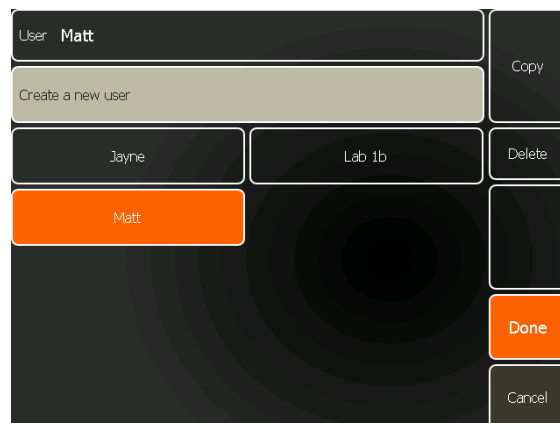 User Matt
Copy
Create a new user
Jayne
Lab 1b
Delete
Matt
Done
Cancel